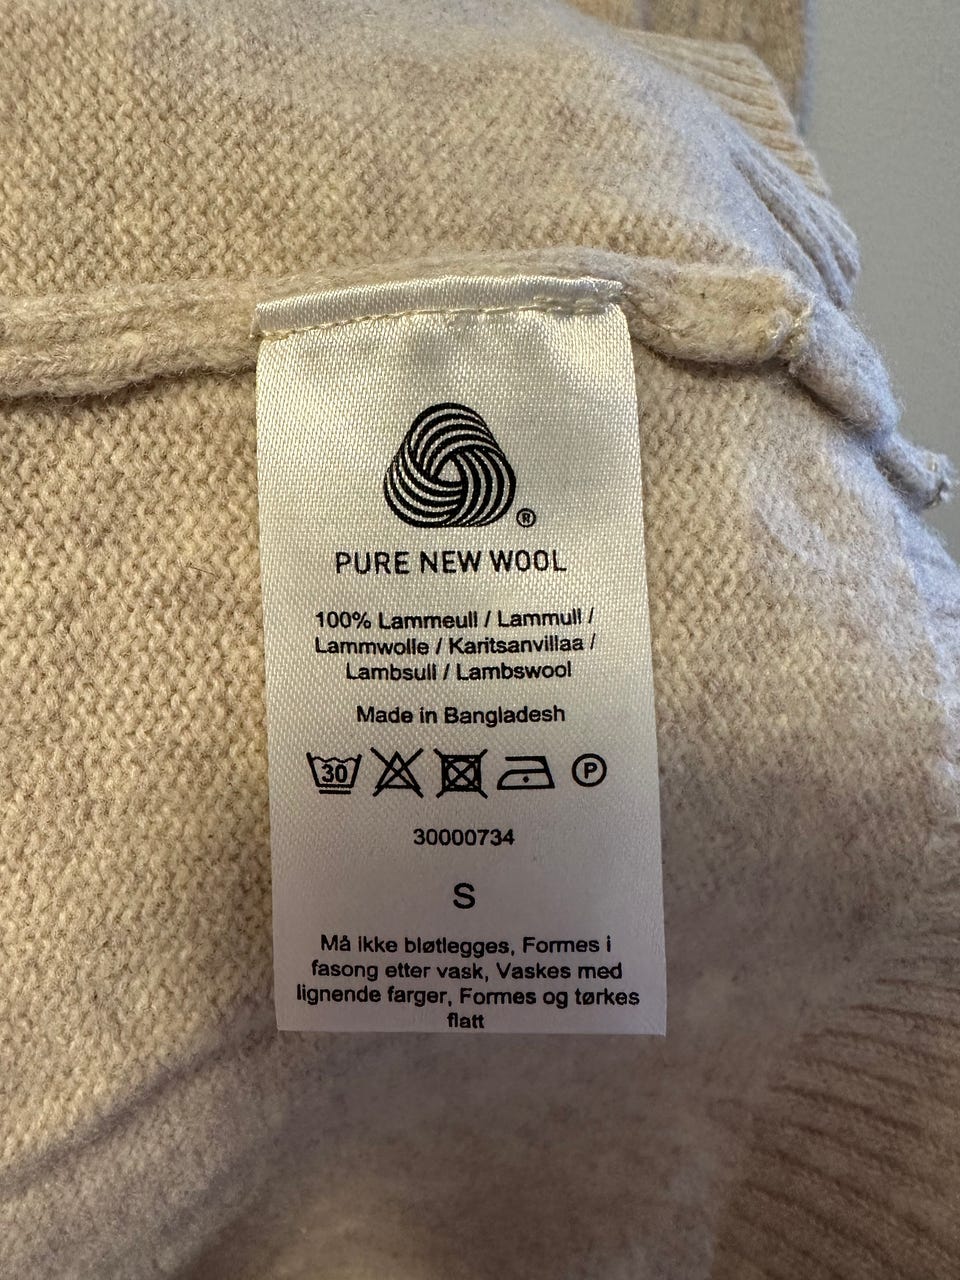 ®
PURE NEW WOOL
100% Lammeull / Lammull /
Lammwolle / Karitsanvillaa /
Lambsull / Lambswool
Made in Bangladesh
30 P
30000734
S
Må ikke bløtlegges, Formes i
fasong etter vask, Vaskes med
lignende farger, Formes og tørkes
flatt